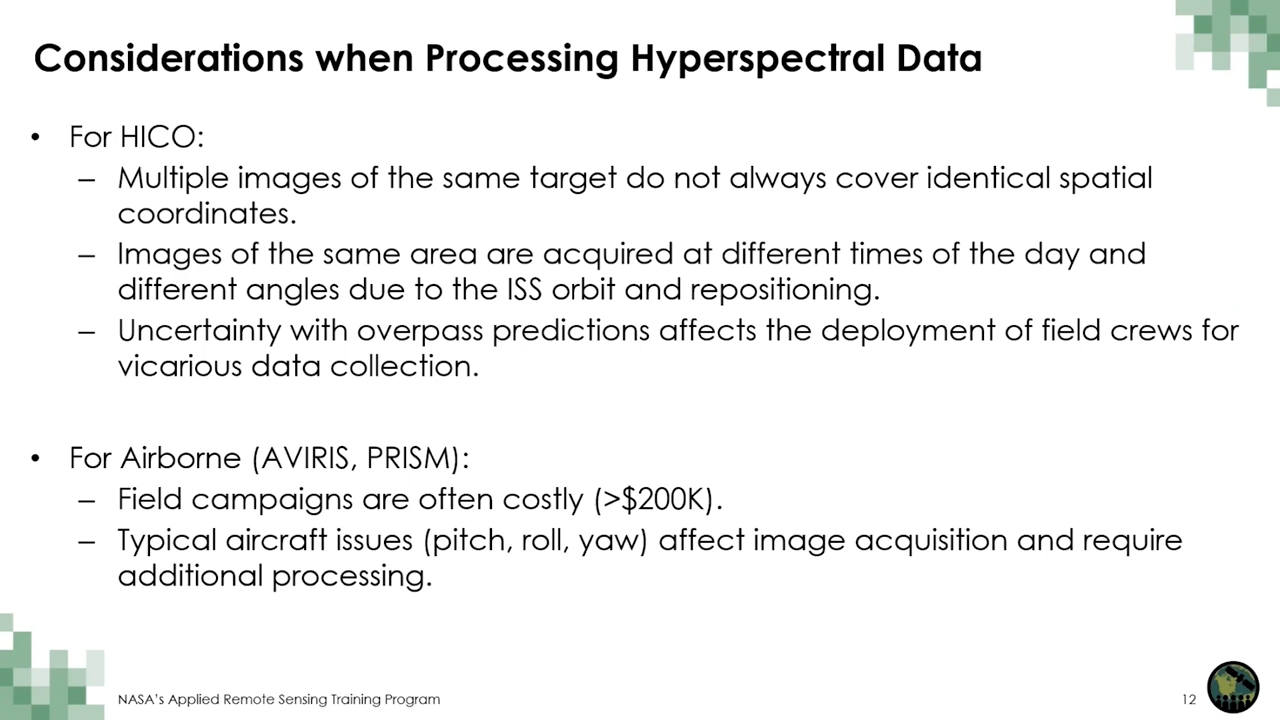 Considerations when Processing Hyperspectral Data
• For HICO:
– Multiple images of the same target do not always cover identical spatial
coordinates.
– Images of the same area are acquired at different times of the day and
different angles due to the ISS orbit and repositioning.
– Uncertainty with overpass predictions affects the deployment of field crews for
vicarious data collection.
• For Airborne (AVIRIS, PRISM):
– Field campaigns are often costly (>$200K).
– Typical aircraft issues (pitch, roll, yaw) affect image acquisition and require
additional processing.
NASA's Applied Remote Sensing Training Program
12